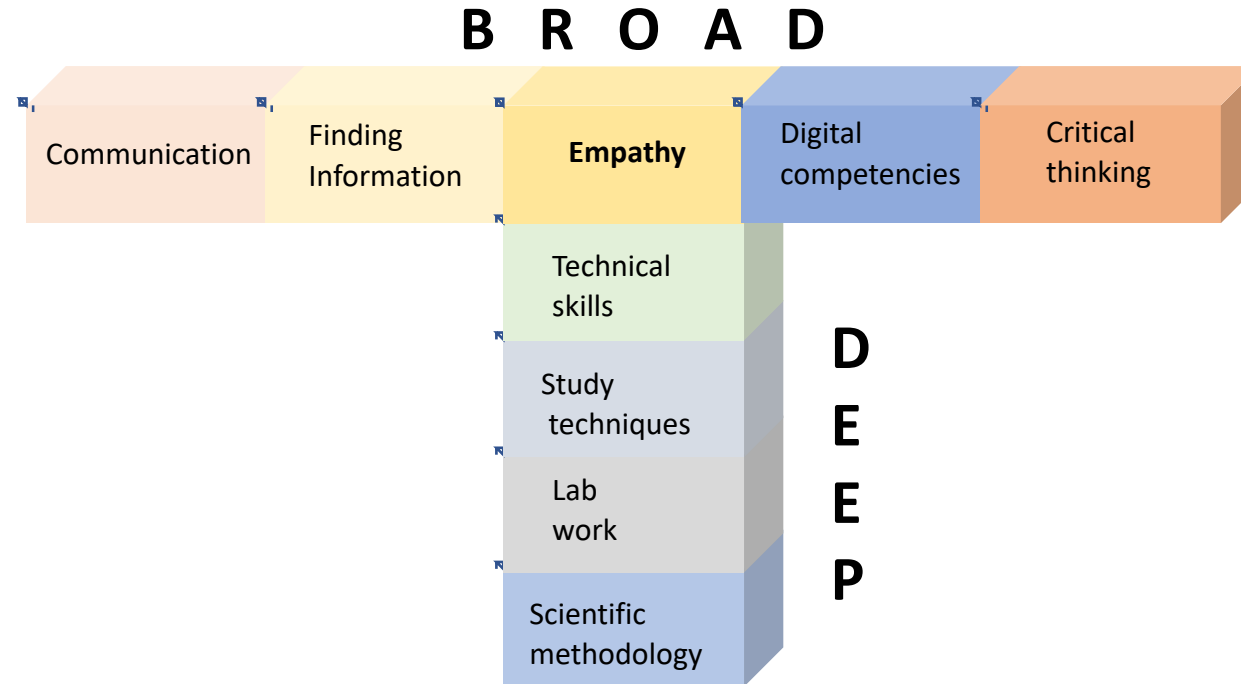 B R O A D
Communication
Finding
Information
Empathy
Digital
competencies
Critical
thinking
Technical
skills
Study
techniques
Lab
work
Scientific
methodology
D
E
E
P